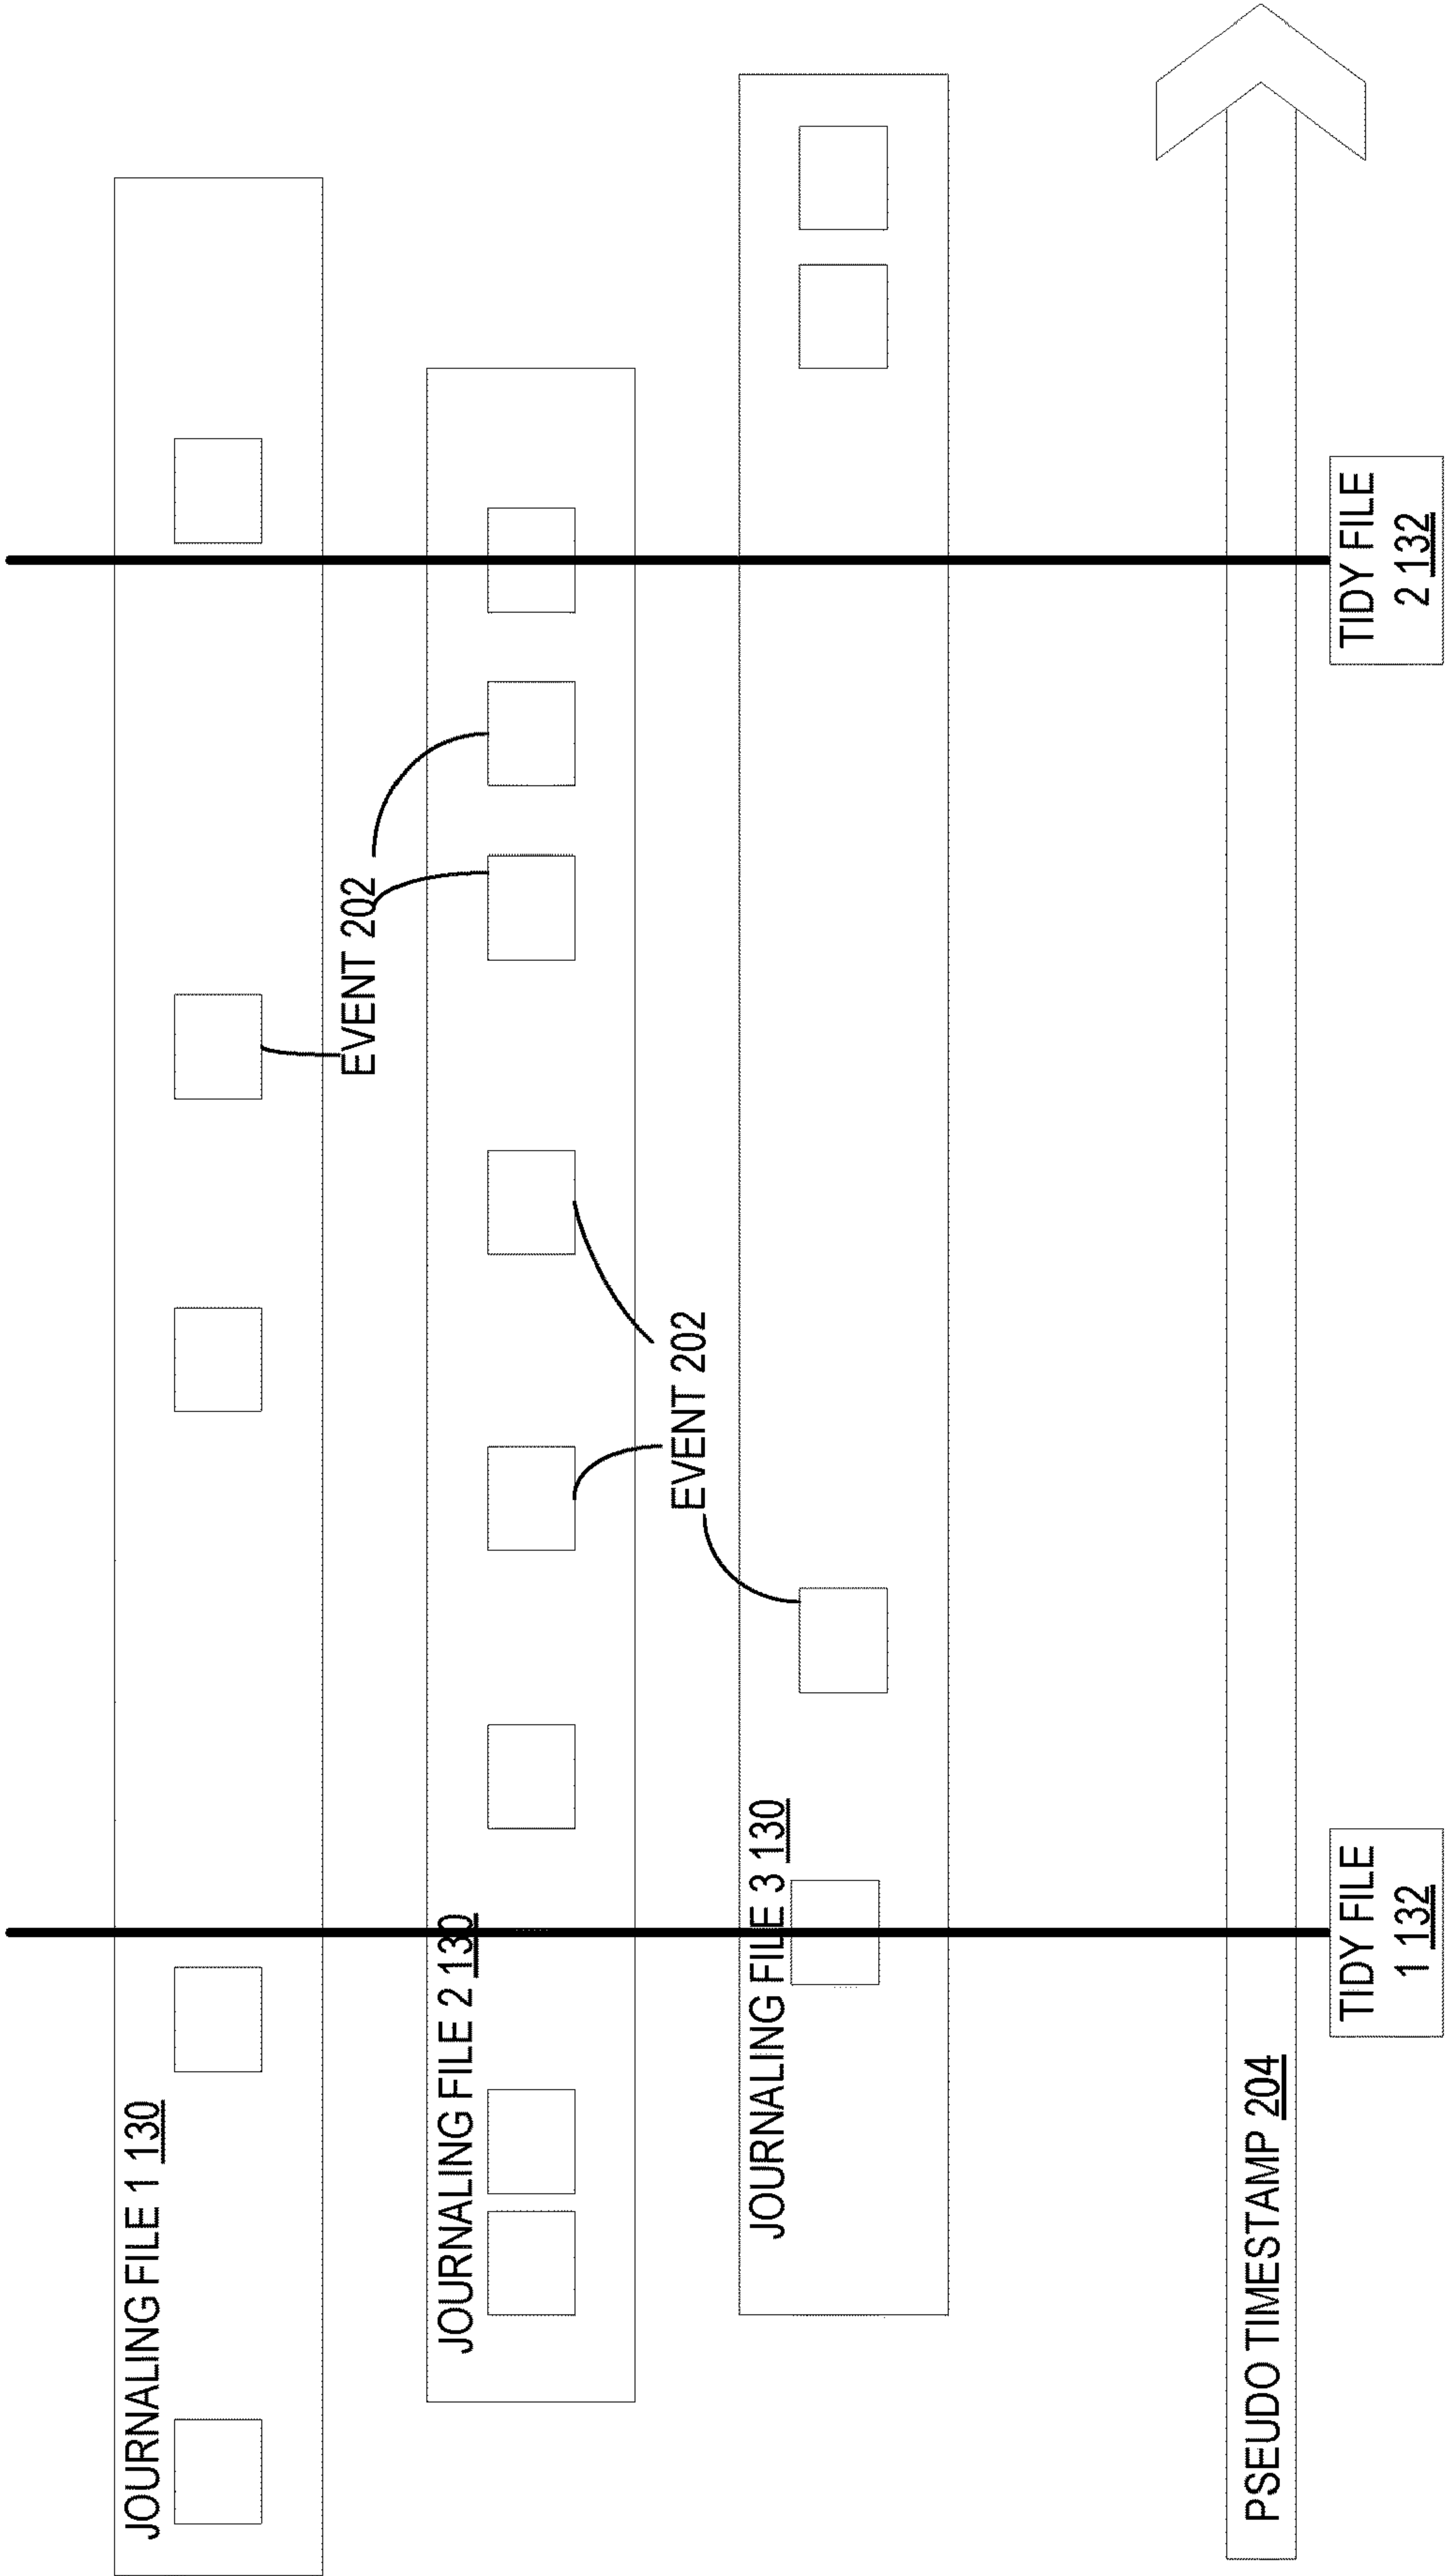 JOURNALING FILE 1 130
EVENT 202
JOURNALING FILE 2 130
EVENT 202
JOURNALING FILE 3 130
PSEUDO TIMESTAMP 204
TIDY FILE
1 132
TIDY FILE
2 132